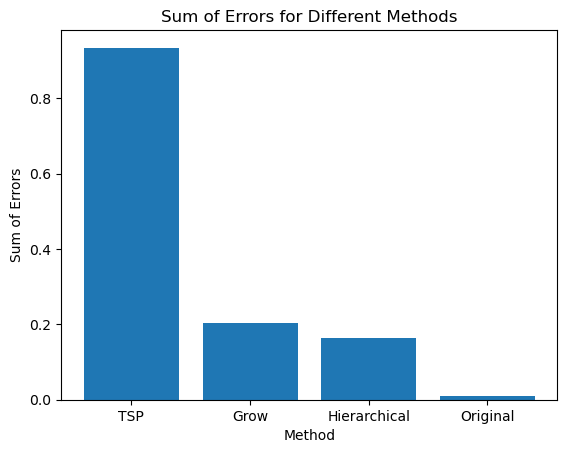 Sum of Errors for Different Methods
0.8
0.6
0.4
0.2
0.0
Sum of Errors
TSP Grow Hierarchical Original
Method